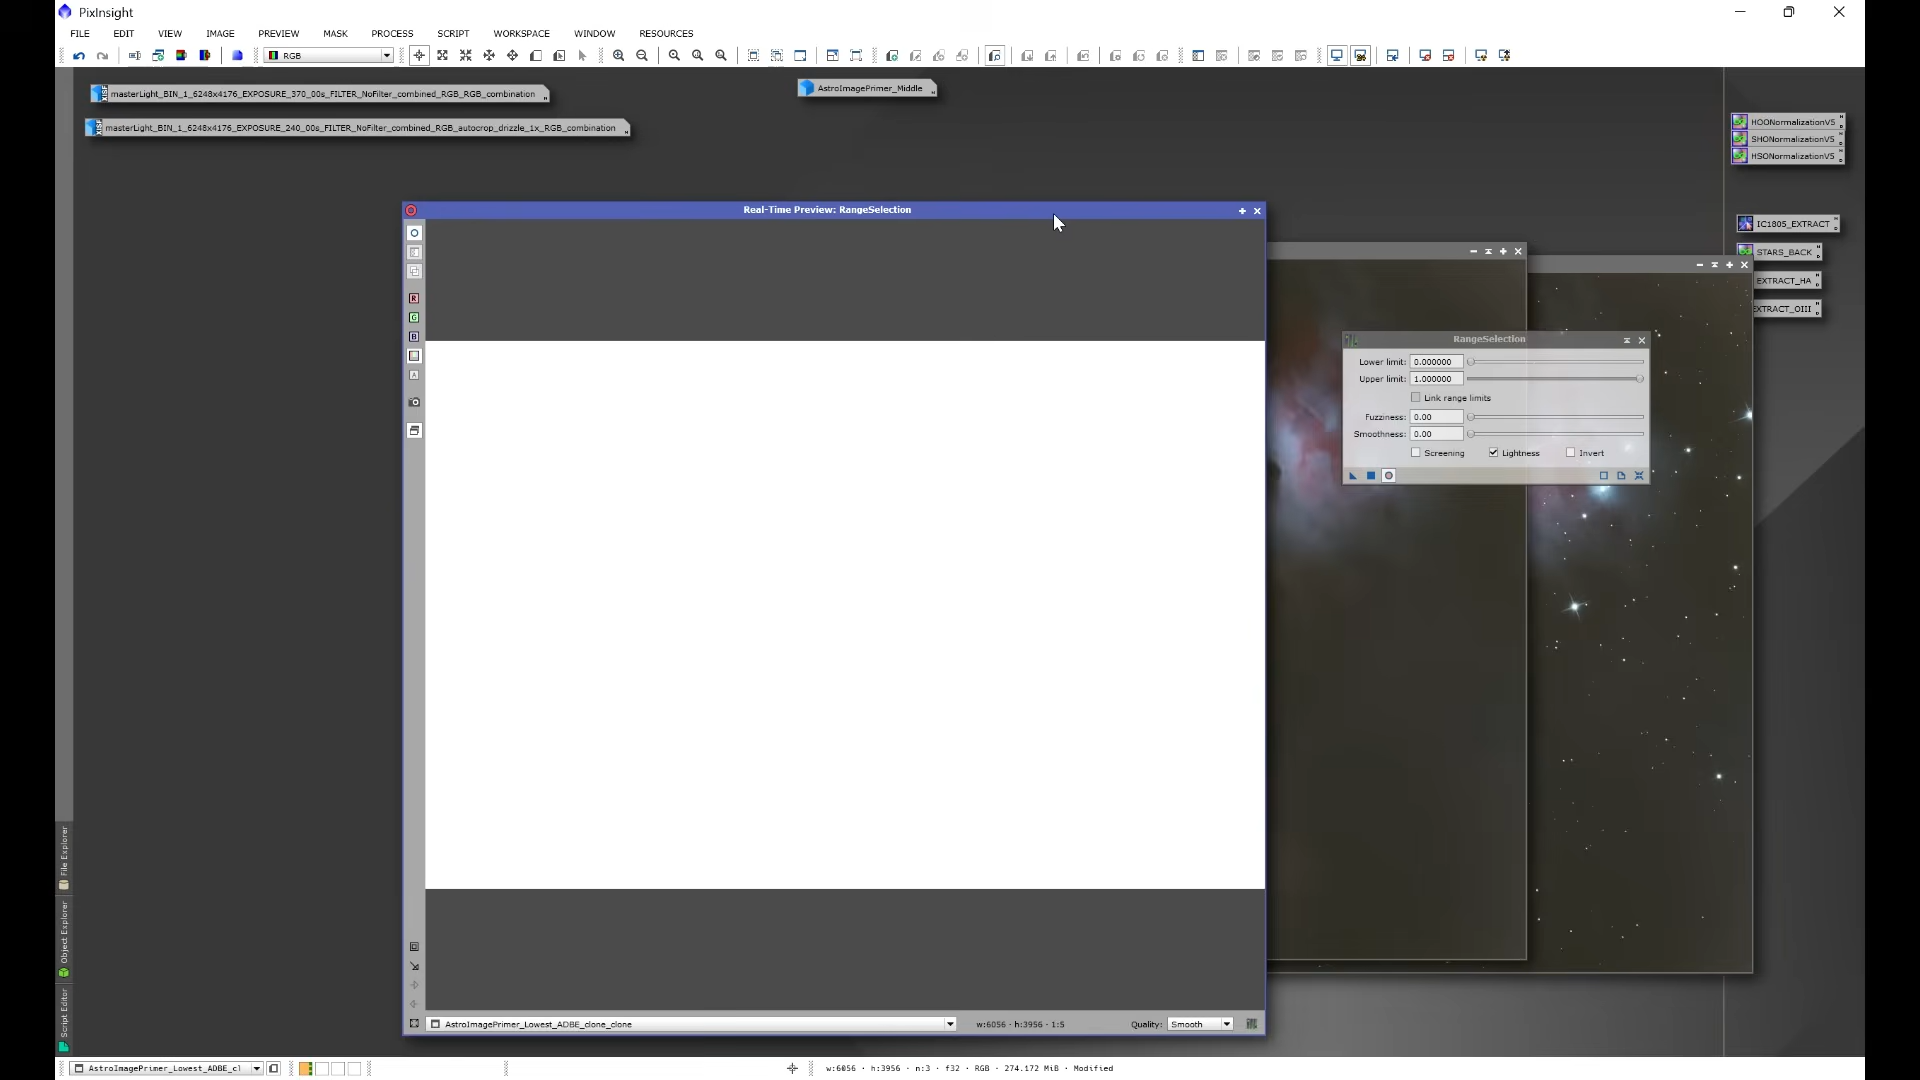 PixInsight
FILE EDIT VIEW IMAGE PREVIEW MASK PROCESS SCRIPT WORKSPACE WINDOW RESOURCES
RGB
masterLight_BIN_1_6248x4176_EXPOSURE_370_00s_FILTER_NoFilter_combined_RGB_RGB_combination
AstroImagePrimer_Middle
masterLight_BIN_1_6248x4176_EXPOSURE_240_00s_FILTER_NoFilter_combined_RGB_autocrop_drizzle_1x_RGB_combination
HOONormalizationV5
SHONormalizationV5
HSONormalizationV5
Real-Time Preview: RangeSelection
IC1805_EXTRACT
STARS_BACK
EXTRACT_HA
EXTRACT_OIII
RangeSelection
Lower limit: 0.000000
Upper limit: 1.000000
Link range limits
Fuzziness: 0.00
Smoothness: 0.00
Screening Lightness Invert
R
G
B
A
File Explorer
Object Explorer
Script Editor
AstroImagePrimer_Lowest_ADBE_clone_clone w:6056 · h:3956 · 1:5 Quality: Smooth
AstroImagePrimer_Lowest_ADBE_cl w:6056 · h:3956 · n:3 · f32 · RGB · 274.172 MiB · Modified